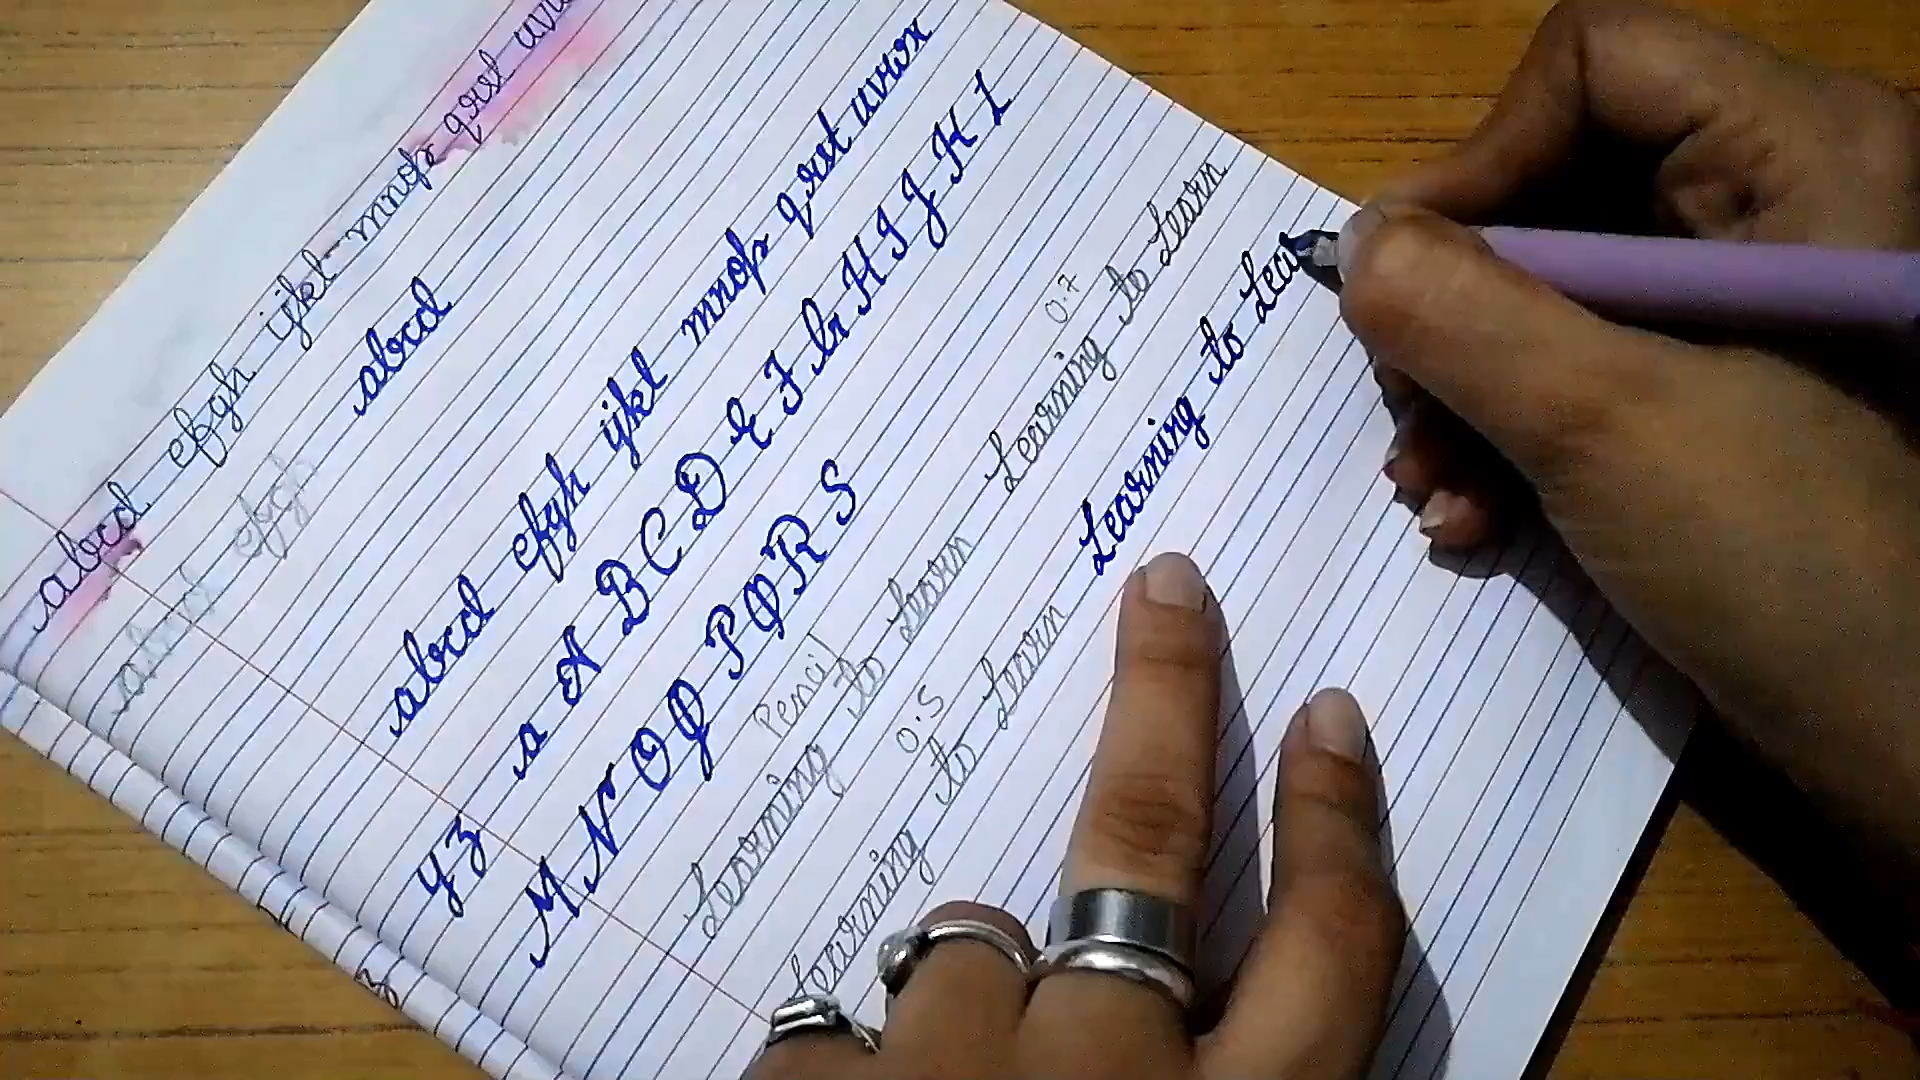 abcd efgh ijkl mnop qrst uvw
abcd efgh abcd
abcd efgh ijkl mnop qrst uvwx
yz a A B C D E F G H I J K L
M N O Q P Q R S
Pencil 0.7
Learning to Learn Learning to Learn
0.5
Learning to Learn Learning to Lear